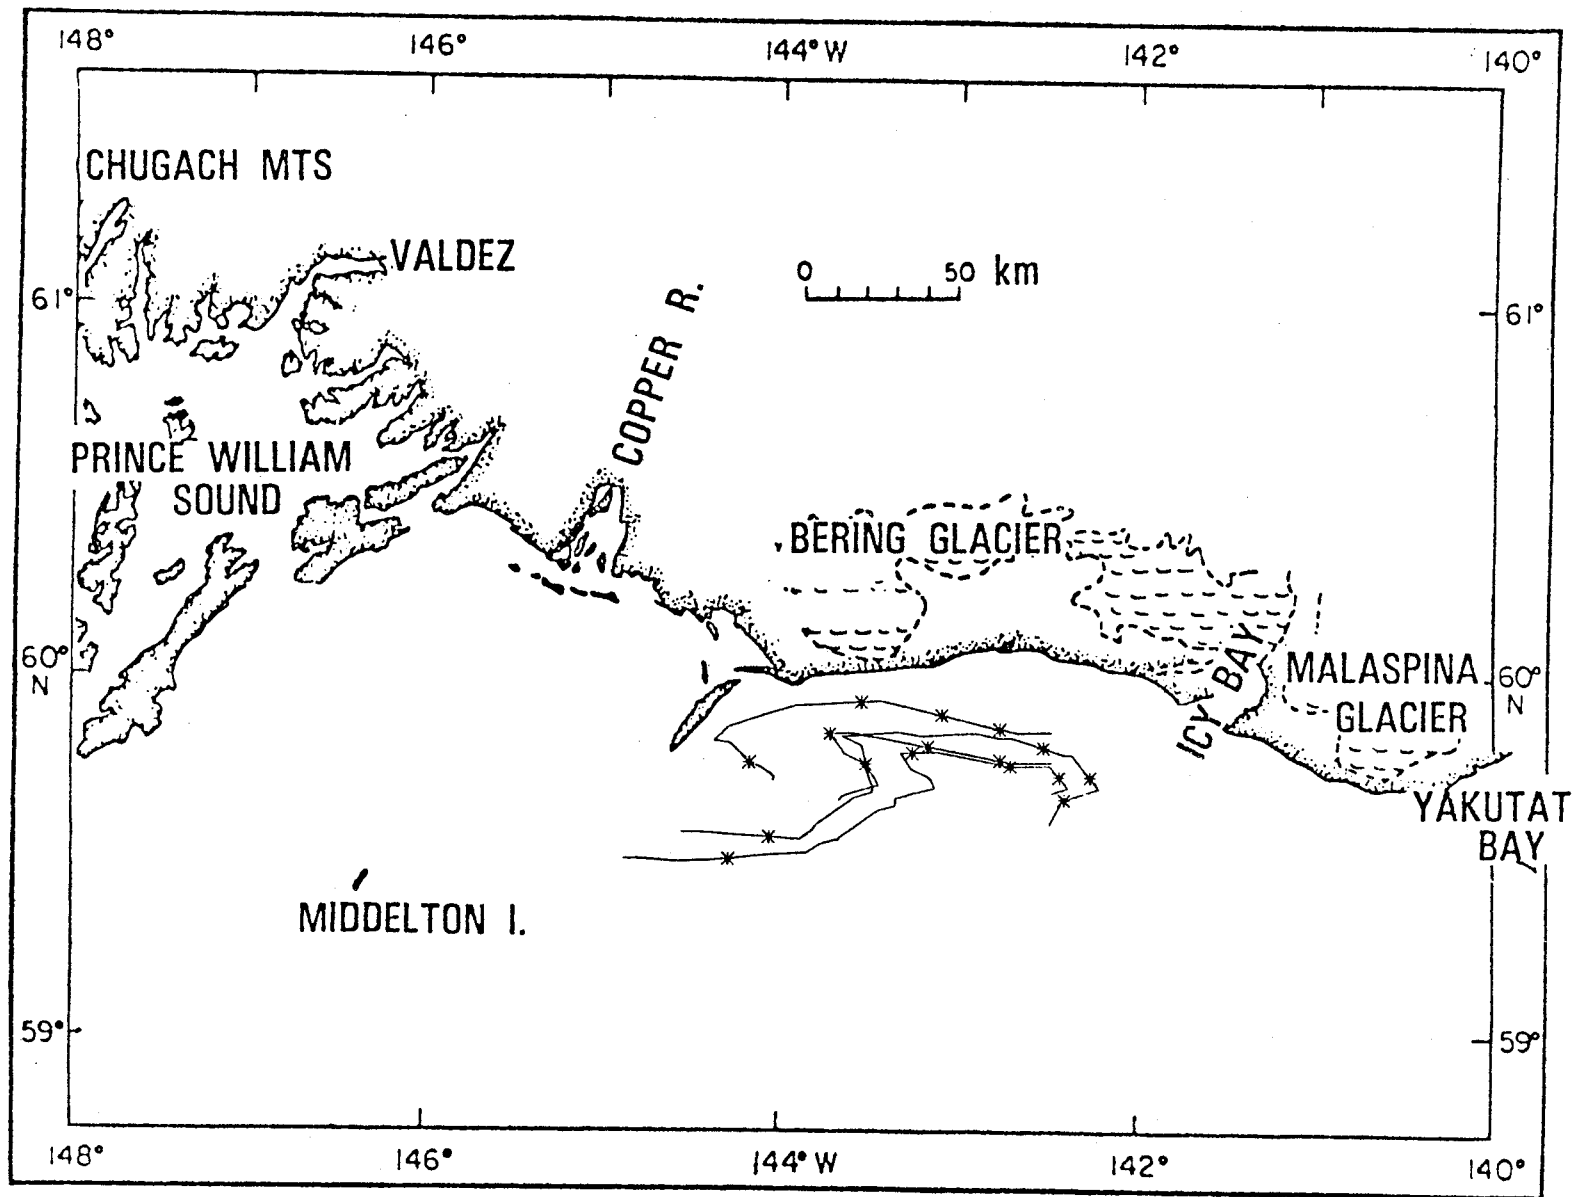 148° 146° 144° W 142° 140°
CHUGACH MTS
VALDEZ
0 50 km
61° 61°
COPPER R.
PRINCE WILLIAM
SOUND
BERING GLACIER
60° 60°
N N
ICY BAY
MALASPINA
GLACIER
YAKUTAT
BAY
MIDDELTON I.
59° 59°
148° 146° 144° W 142° 140°